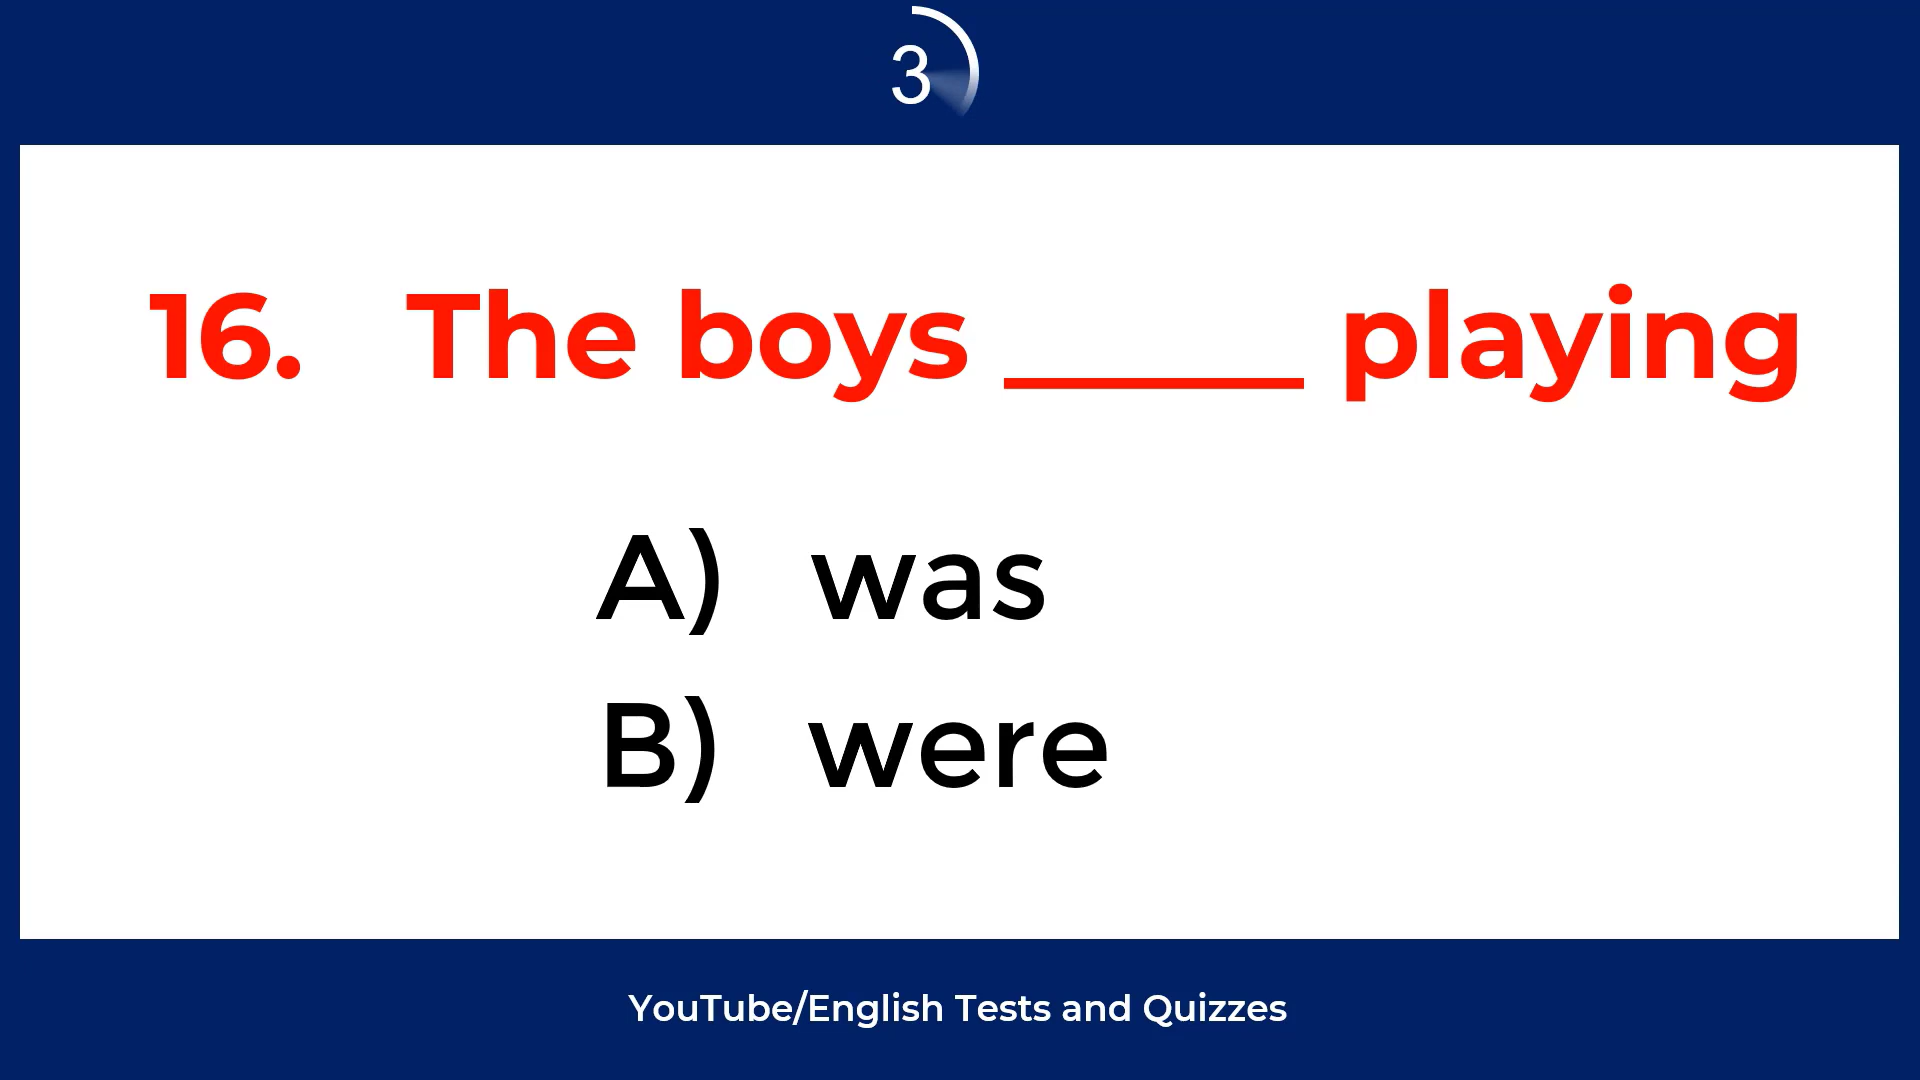 3
16. The boys _____ playing
A) was
B) were
YouTube/English Tests and Quizzes